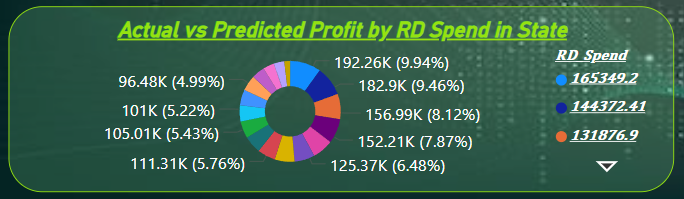 Actual vs Predicted Profit by RD Spend in State
RD Spend
165349.2
144372.41
131876.9
192.26K (9.94%)
182.9K (9.46%)
156.99K (8.12%)
152.21K (7.87%)
125.37K (6.48%)
111.31K (5.76%)
105.01K (5.43%)
101K (5.22%)
96.48K (4.99%)